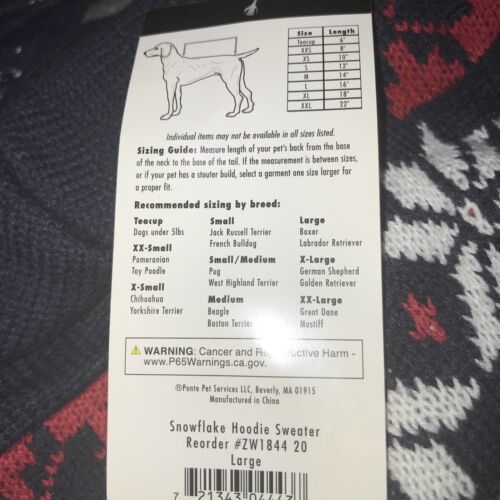 Size Length
Teacup 6"
XXS 8"
XS 10"
S 12"
M 14"
L 16"
XL 18"
XXL 22"
Individual items may not be available in all sizes listed.
Sizing Guide: Measure length of your pet's back from the base
of the neck to the base of the tail. If the measurement is between sizes,
or if your pet has a stouter build, select a garment one size larger for
a proper fit.
Recommended sizing by breed:
Teacup
Dogs under 5lbs
XX-Small
Pomeranian
Toy Poodle
X-Small
Chihuahua
Yorkshire Terrier
Small
Jack Russell Terrier
French Bulldog
Small/Medium
Pug
West Highland Terrier
Medium
Beagle
Boston Terrier
Large
Boxer
Labrador Retriever
X-Large
German Shepherd
Golden Retriever
XX-Large
Great Dane
Mastiff
WARNING: Cancer and Reproductive Harm -
www.P65Warnings.ca.gov.
©Ponte Pet Services LLC, Beverly, MA 01915
Manufactured in China
Snowflake Hoodie Sweater
Reorder #ZW1844 20
Large
7 21343 04443